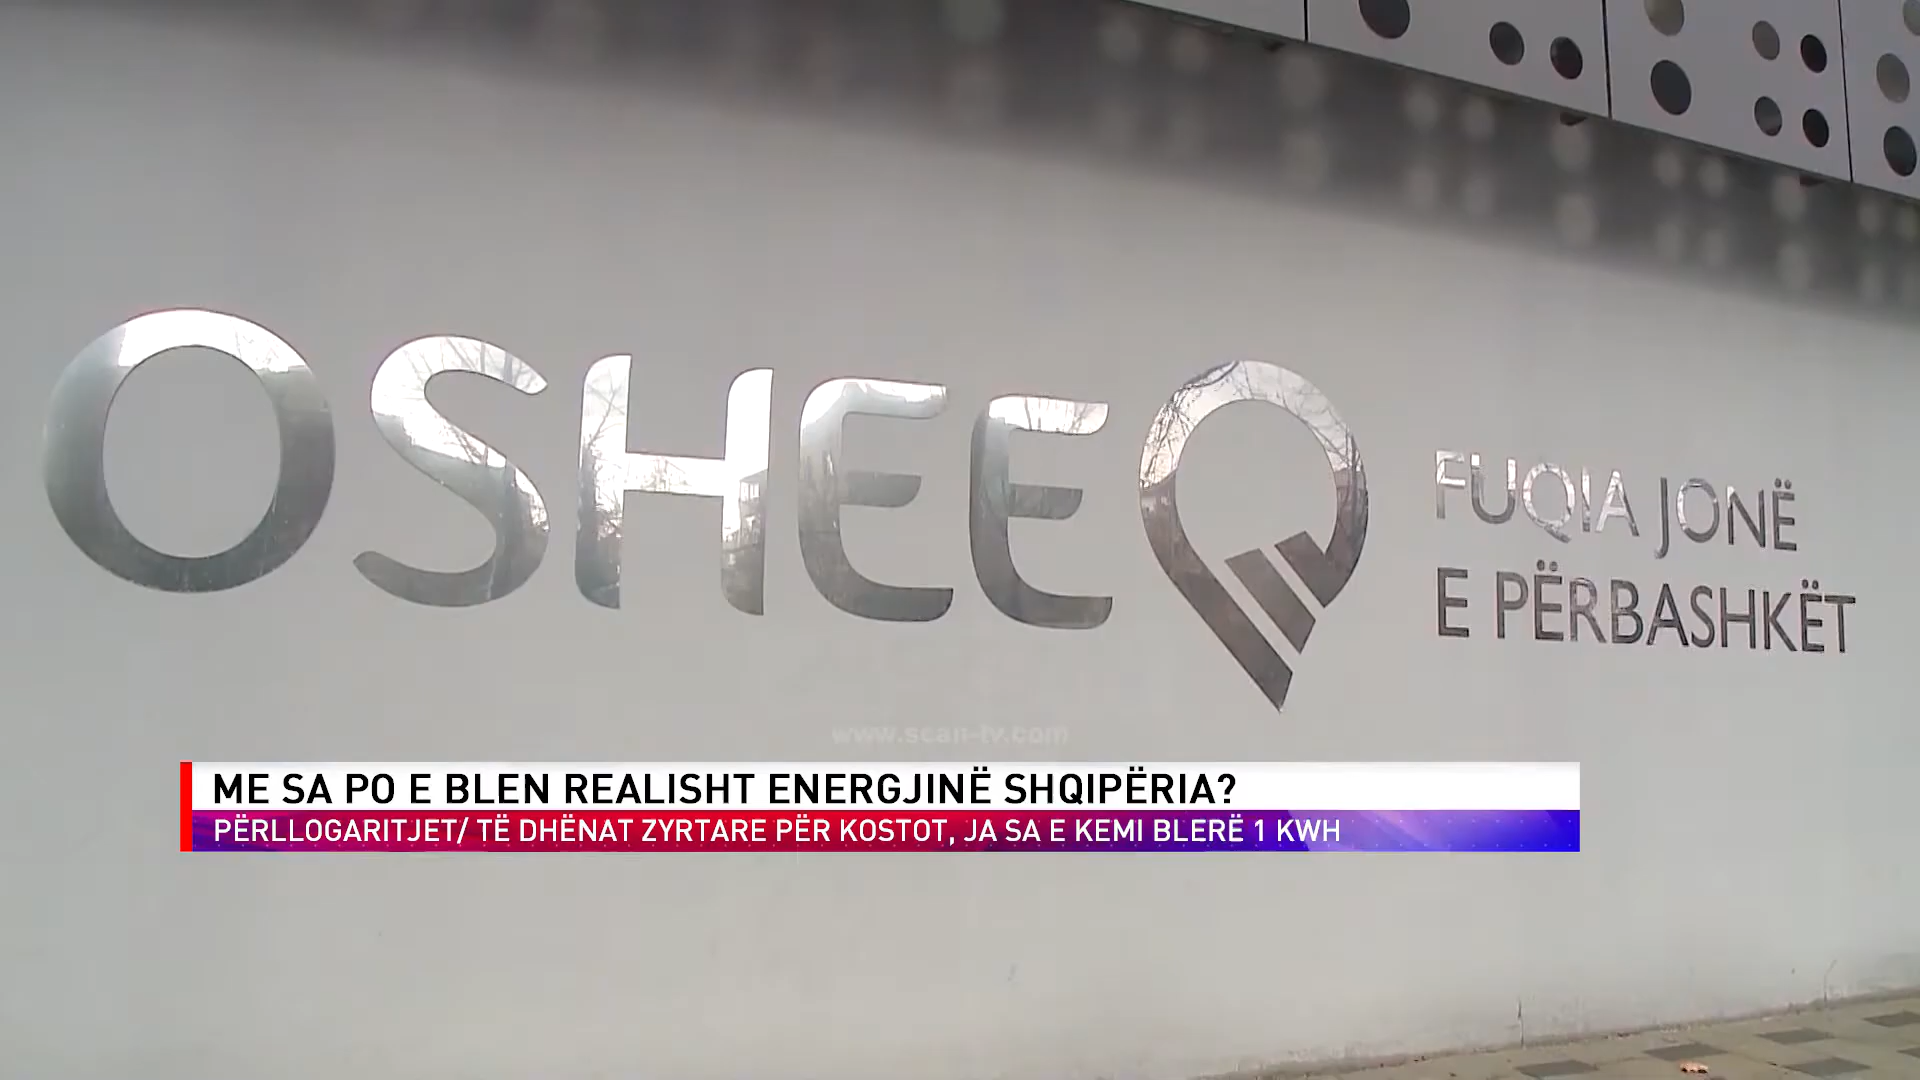 OSHEE
FUQIA JONË
E PËRBASHKËT
www.scan-tv.com
ME SA PO E BLEN REALISHT ENERGJINË SHQIPËRIA?
PËRLLOGARITJET/ TË DHËNAT ZYRTARE PËR KOSTOT, JA SA E KEMI BLERË 1 KWH